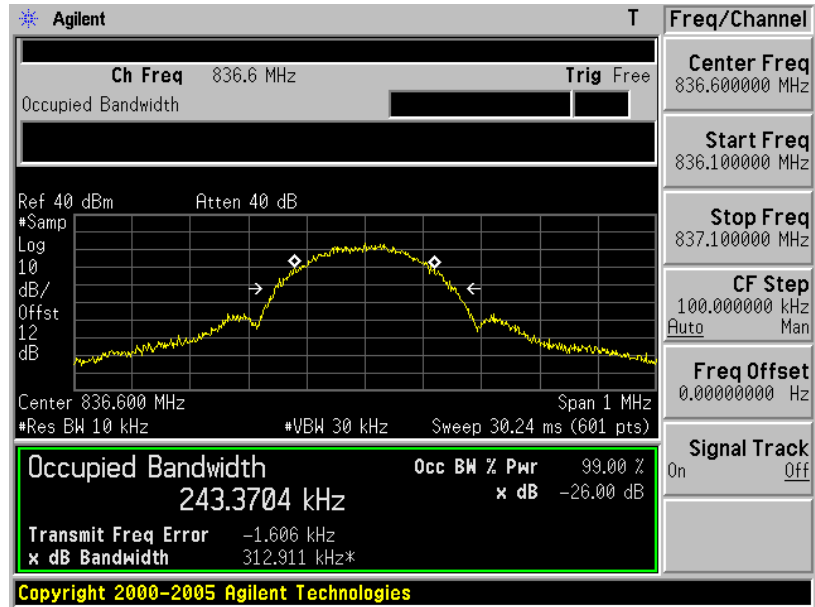 Agilent T
Ch Freq 836.6 MHz Trig Free
Occupied Bandwidth
Ref 40 dBm Atten 40 dB
#Samp
Log
10
dB/
Offst
12
dB
Center 836.600 MHz Span 1 MHz
#Res BW 10 kHz #VBW 30 kHz Sweep 30.24 ms (601 pts)
Occupied Bandwidth Occ BW % Pwr 99.00 %
243.3704 kHz x dB -26.00 dB
Transmit Freq Error -1.606 kHz
x dB Bandwidth 312.911 kHz*
Copyright 2000-2005 Agilent Technologies
Freq/Channel
Center Freq
836.600000 MHz
Start Freq
836.100000 MHz
Stop Freq
837.100000 MHz
CF Step
100.000000 kHz
Auto Man
Freq Offset
0.00000000 Hz
Signal Track
On Off